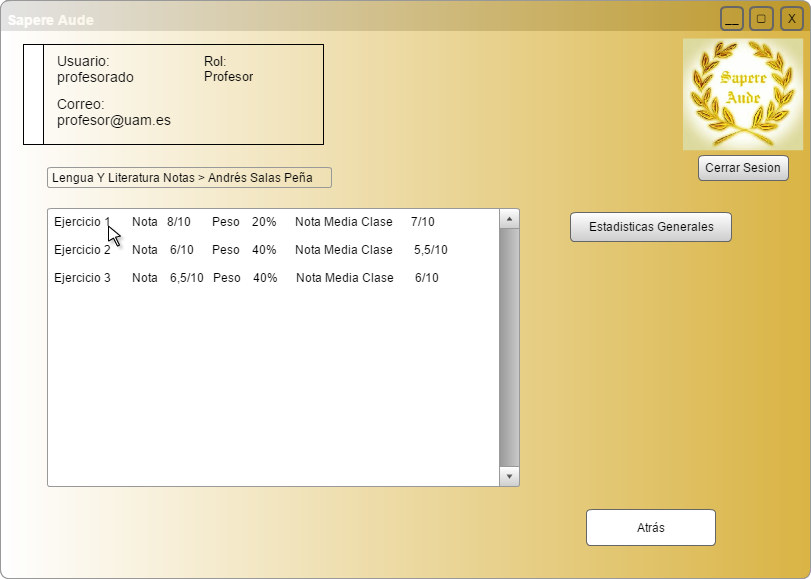 Sapere Aude
__ □ X
Usuario: Rol:
profesorado Profesor
Correo:
profesor@uam.es
Sapere
Aude
Cerrar Sesion
Lengua Y Literatura Notas > Andrés Salas Peña
Ejercicio 1 Nota 8/10 Peso 20% Nota Media Clase 7/10
Ejercicio 2 Nota 6/10 Peso 40% Nota Media Clase 5,5/10
Ejercicio 3 Nota 6,5/10 Peso 40% Nota Media Clase 6/10
Estadisticas Generales
Atrás